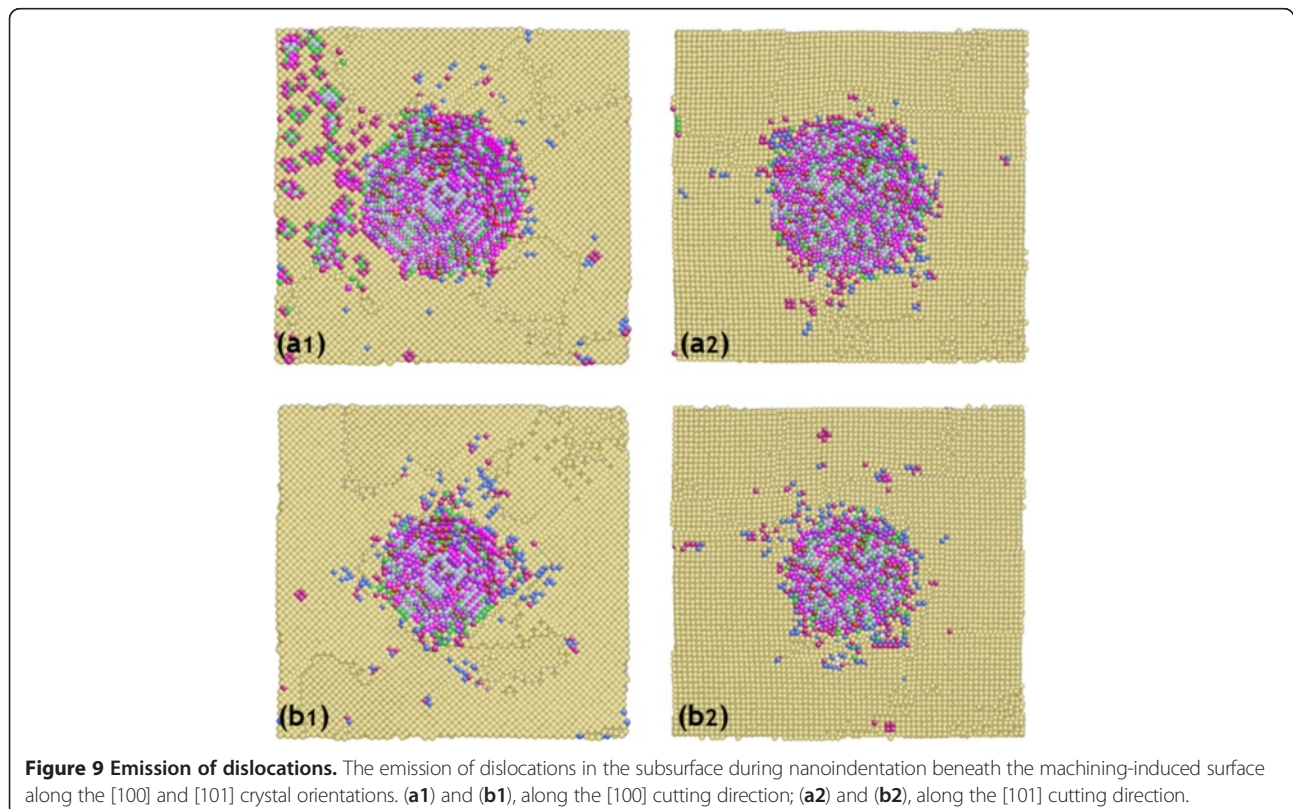 (a1)
(a2)
(b1)
(b2)
Figure 9 Emission of dislocations. The emission of dislocations in the subsurface during nanoindentation beneath the machining-induced surface
along the [100] and [101] crystal orientations. (a1) and (b1), along the [100] cutting direction; (a2) and (b2), along the [101] cutting direction.